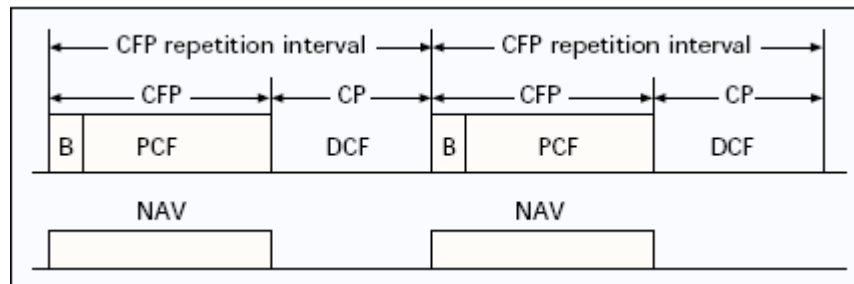 CFP repetition interval CFP repetition interval
CFP CP CFP CP
B PCF DCF B PCF DCF
NAV NAV